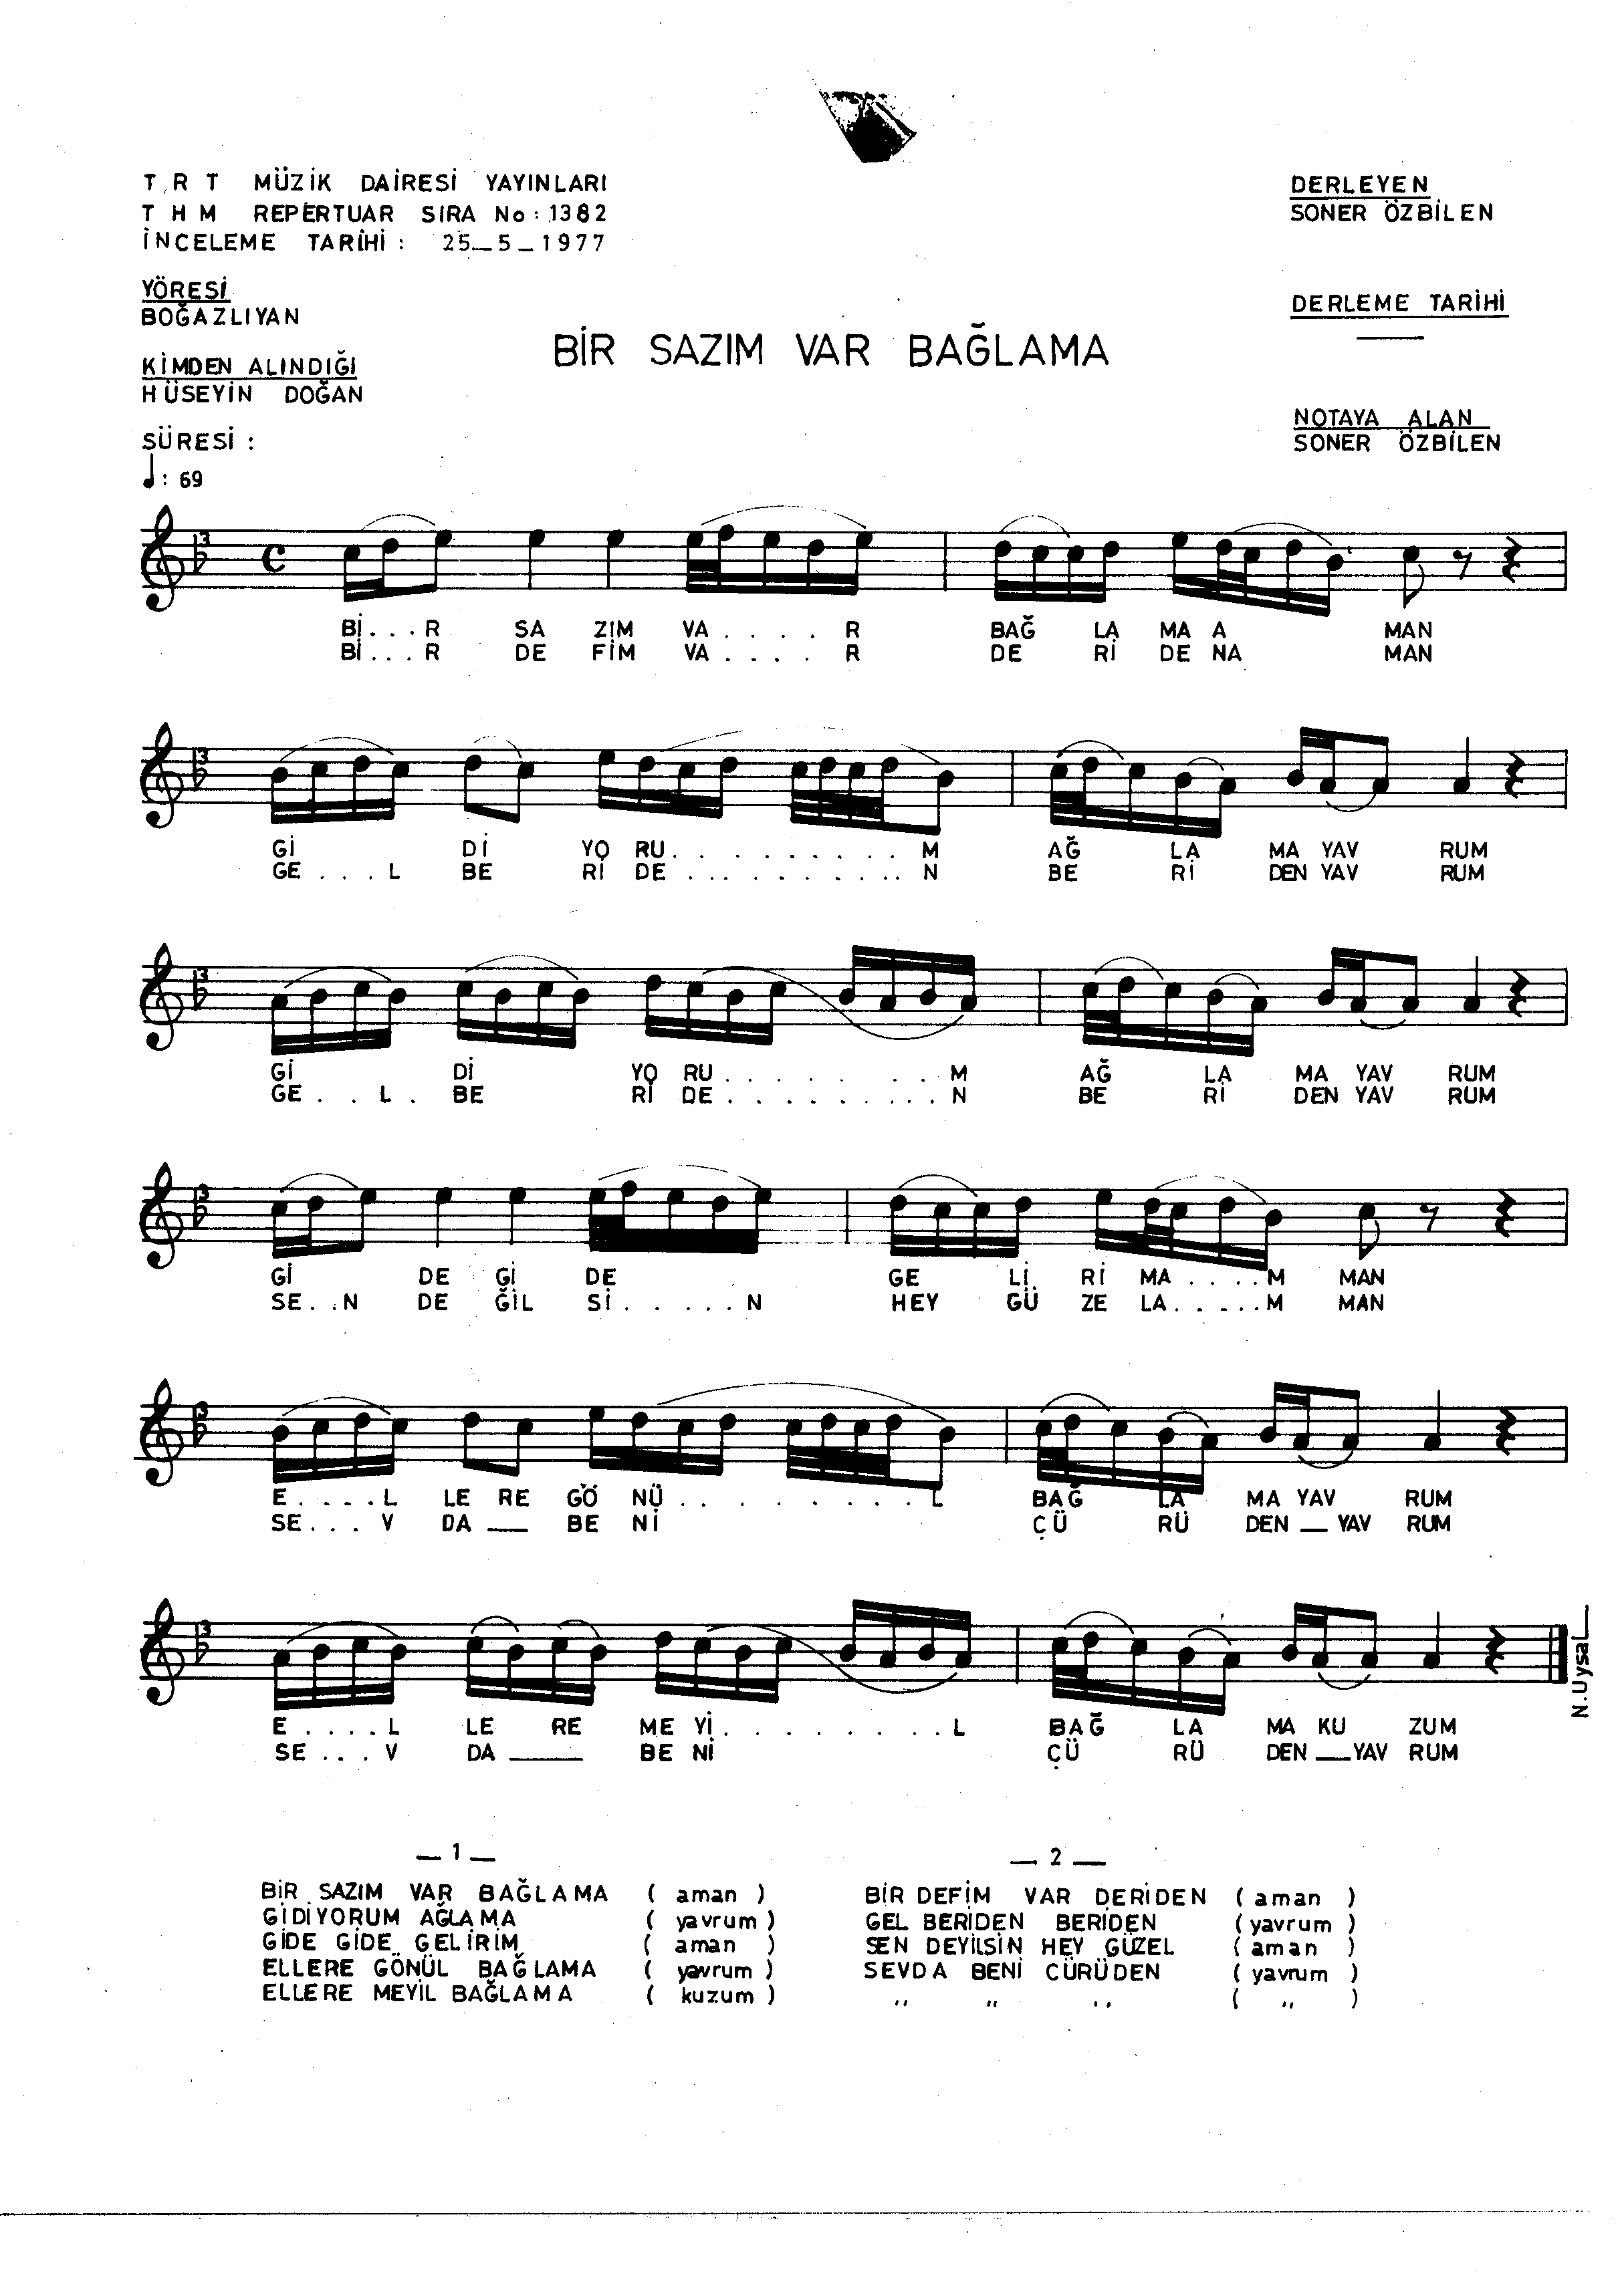 T R T MÜZİK DAİRESİ YAYINLARI
T H M REPERTUAR SIRA No: 1382
İNCELEME TARİHİ : 25_5_1977
DERLEYEN
SONER ÖZBİLEN
YÖRESİ
BOĞAZLIYAN
DERLEME TARİHİ
BİR SAZIM VAR BAĞLAMA
KİMDEN ALINDIĞI
HÜSEYİN DOĞAN
NOTAYA ALAN
SONER ÖZBİLEN
SÜRESİ :
: 69
3
C
Bİ...R SA ZIM VA....R BAĞ LA MA A MAN
Bİ...R DE FİM VA....R DE Rİ DE NA MAN
3
Gİ Dİ YO RU..........M AĞ LA MA YAV RUM
GE...L BE Rİ DE..........N BE Rİ DEN YAV RUM
3
Gİ Dİ YO RU........M AĞ LA MA YAV RUM
GE..L. BE Rİ DE.........N BE Rİ DEN YAV RUM
3
Gİ DE Gİ DE GE Lİ Rİ MA....M MAN
SE..N DE ĞİL Sİ.....N HEY GÜ ZE LA.....M MAN
3
E....L LE RE GÖ NÜ.........L BAĞ LA MA YAV RUM
SE...V DA — BE Nİ ÇÜ RÜ DEN — YAV RUM
3
E....L LE RE ME Yİ........L BAĞ LA MA KU ZUM
SE...V DA — BE Nİ ÇÜ RÜ DEN — YAV RUM
N.Uysal
_ 1 _
BİR SAZIM VAR BAĞLAMA ( aman )
GİDİYORUM AĞLAMA ( yavrum )
GİDE GİDE GELİRİM ( aman )
ELLERE GÖNÜL BAĞLAMA ( yavrum )
ELLERE MEYİL BAĞLAMA ( kuzum )
_ 2 _
BİR DEFİM VAR DERİDEN ( aman )
GEL BERİDEN BERİDEN ( yavrum )
SEN DEYİLSİN HEY GÜZEL ( aman )
SEVDA BENİ CÜRÜDEN ( yavrum )
,, ,, ,, ( ,, )